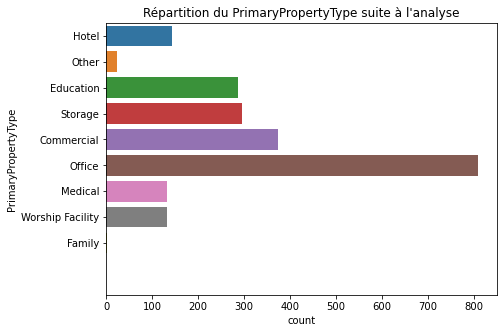 Répartition du PrimaryPropertyType suite à l'analyse
PrimaryPropertyType
Hotel
Other
Education
Storage
Commercial
Office
Medical
Worship Facility
Family
0 100 200 300 400 500 600 700 800
count